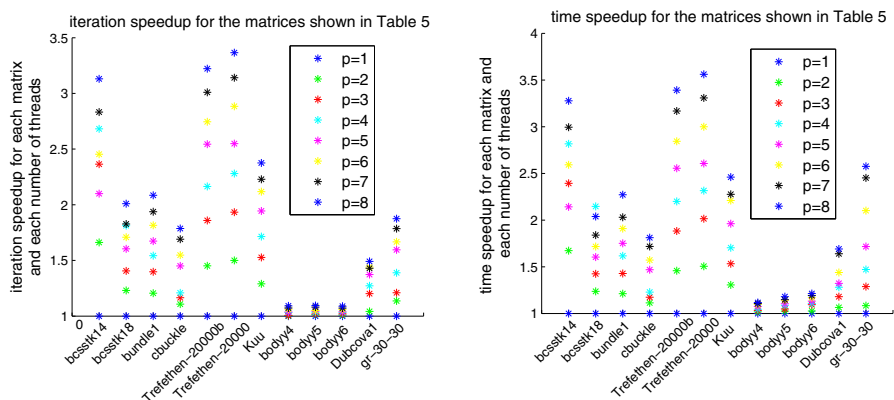 iteration speedup for the matrices shown in Table 5
iteration speedup for each matrix
and each number of threads
3.5
3
2.5
2
1.5
1
0
p=1
p=2
p=3
p=4
p=5
p=6
p=7
p=8
bcsstk14
bcsstk18
bundle1
cbuckle
Trefethen-20000b
Trefethen-20000
Kuu
bodyy4
bodyy5
bodyy6
Dubcova1
gr-30-30
time speedup for the matrices shown in Table 5
time speedup for each matrix and
each number of threads
4
3.5
3
2.5
2
1.5
1
p=1
p=2
p=3
p=4
p=5
p=6
p=7
p=8
bcsstk14
bcsstk18
bundle1
cbuckle
Trefethen-20000b
Trefethen-20000
Kuu
bodyy4
bodyy5
bodyy6
Dubcova1
gr-30-30